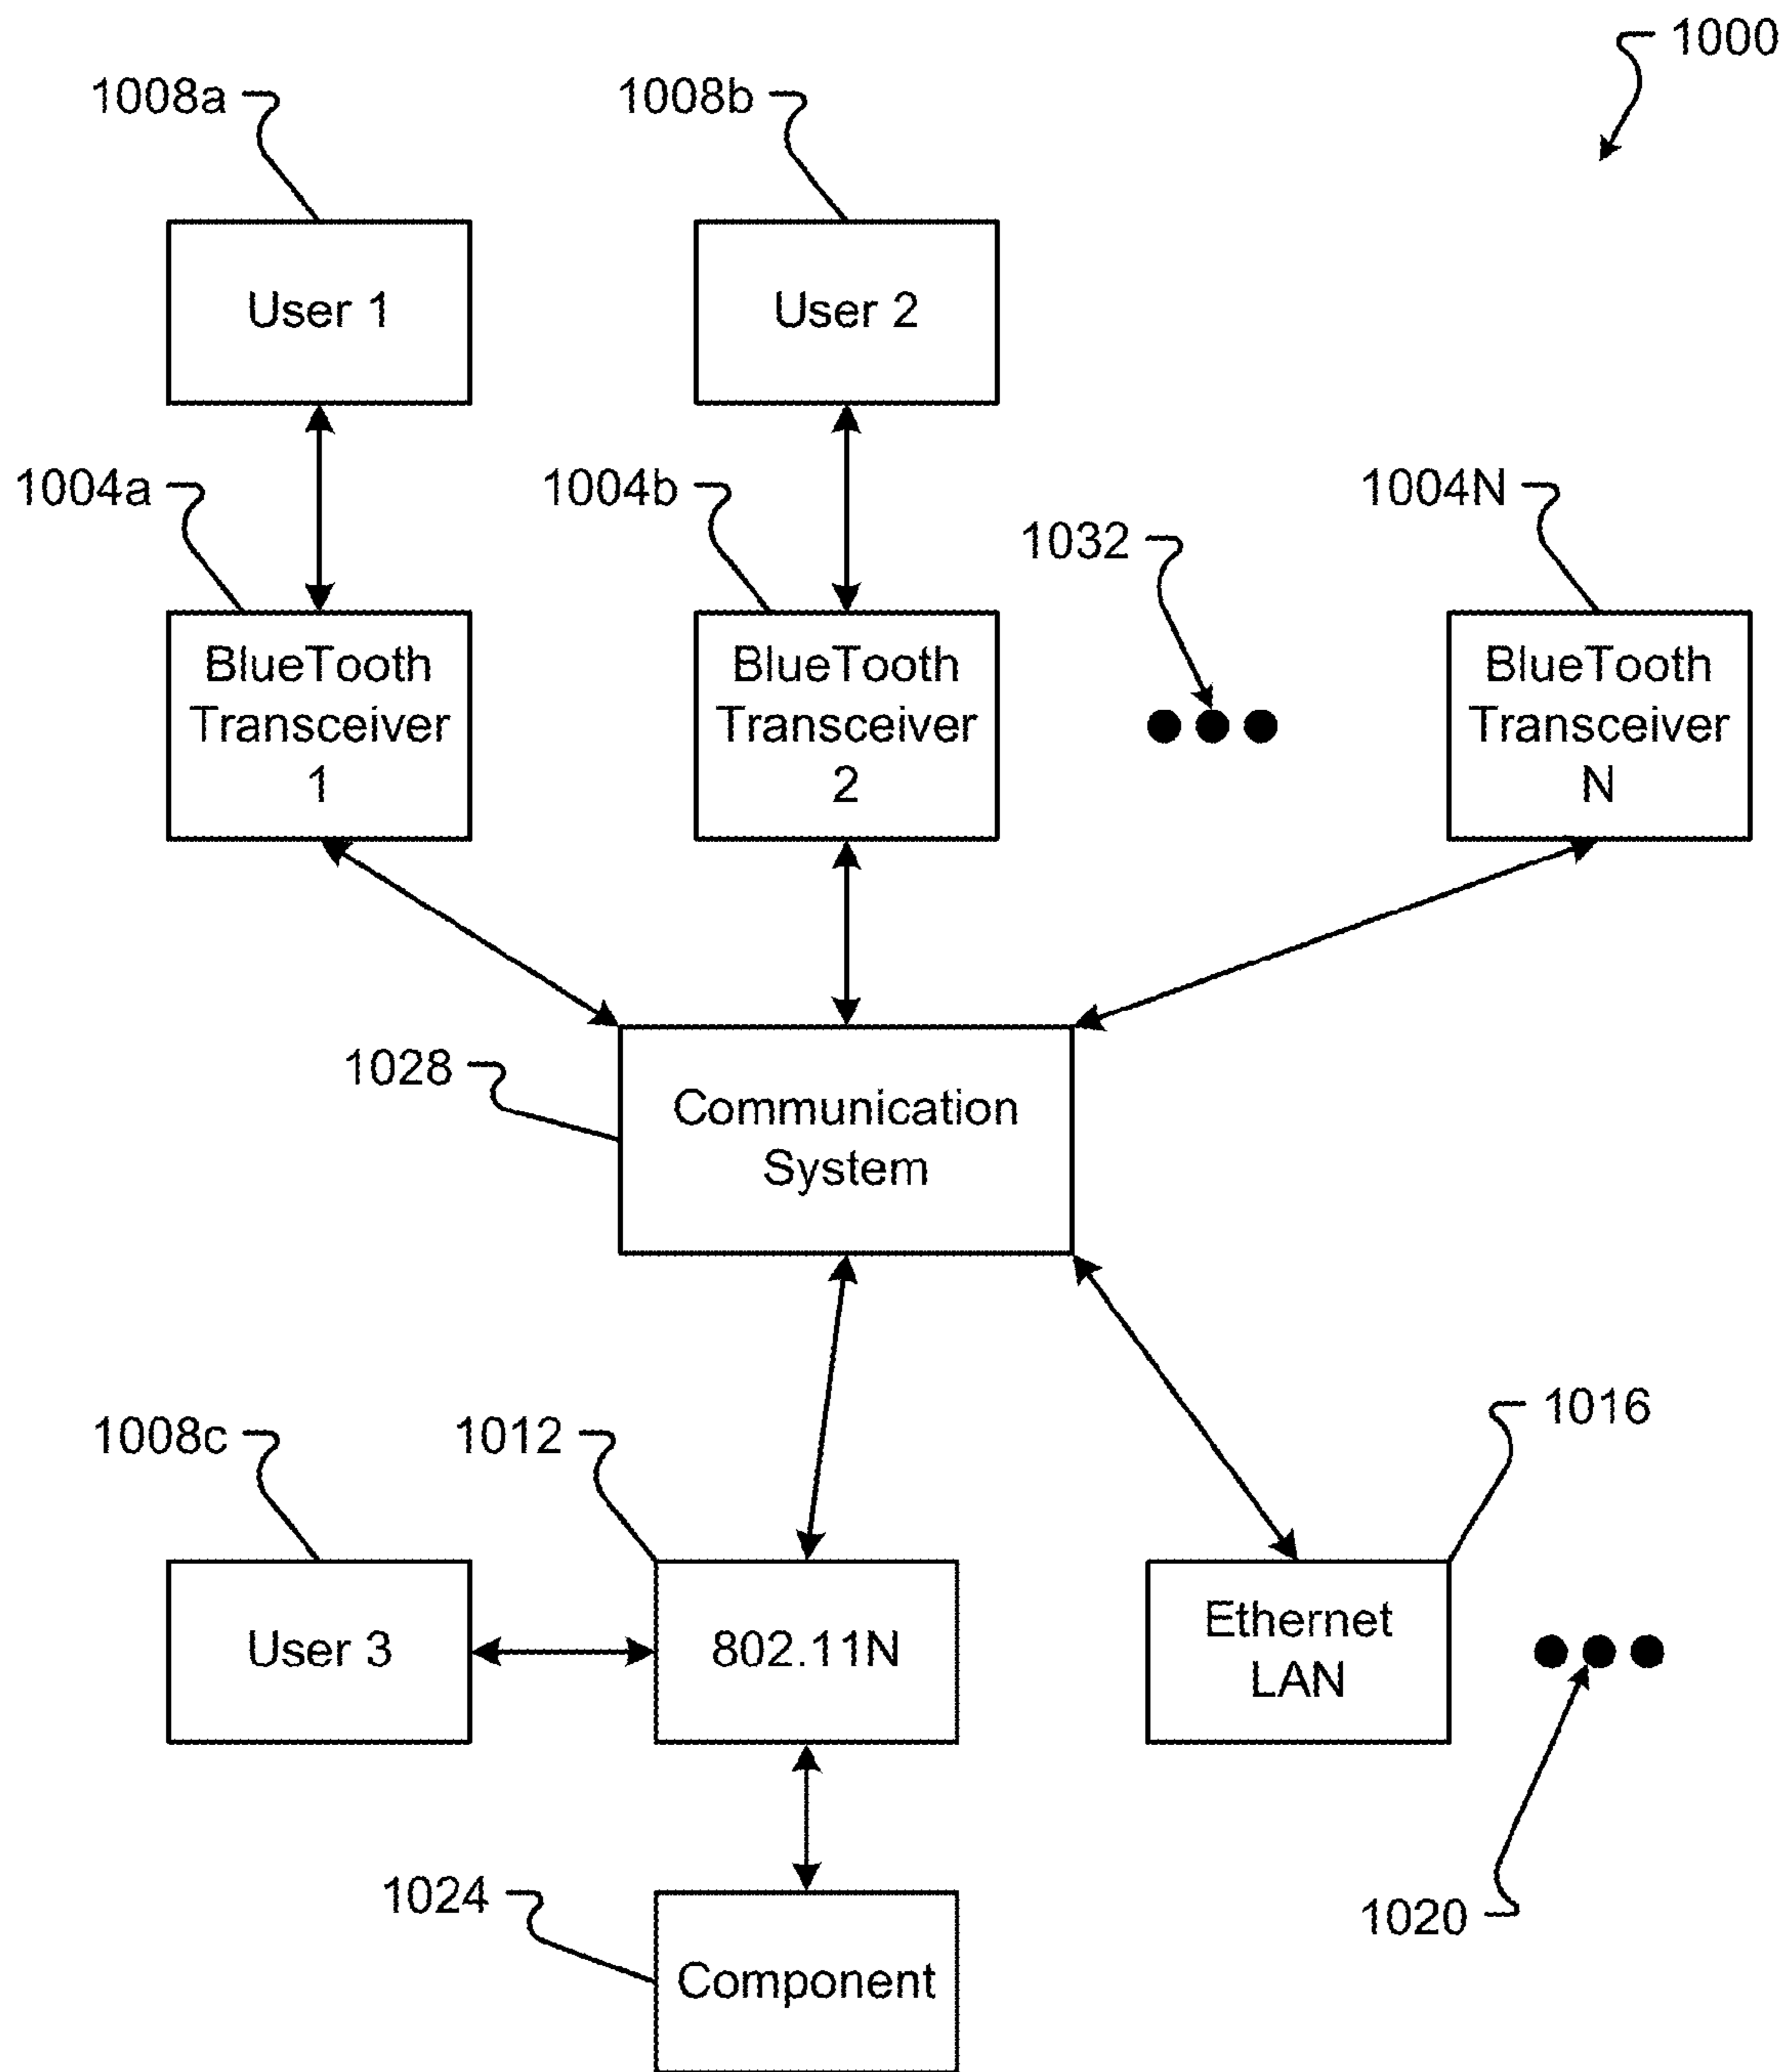 1000
1008a
1008b
User 1
User 2
1004a
1004b
1004N
1032
BlueTooth
Transceiver
1
BlueTooth
Transceiver
2
BlueTooth
Transceiver
N
1028
Communication
System
1008c
1012
1016
User 3
802.11N
Ethernet
LAN
1024
1020
Component